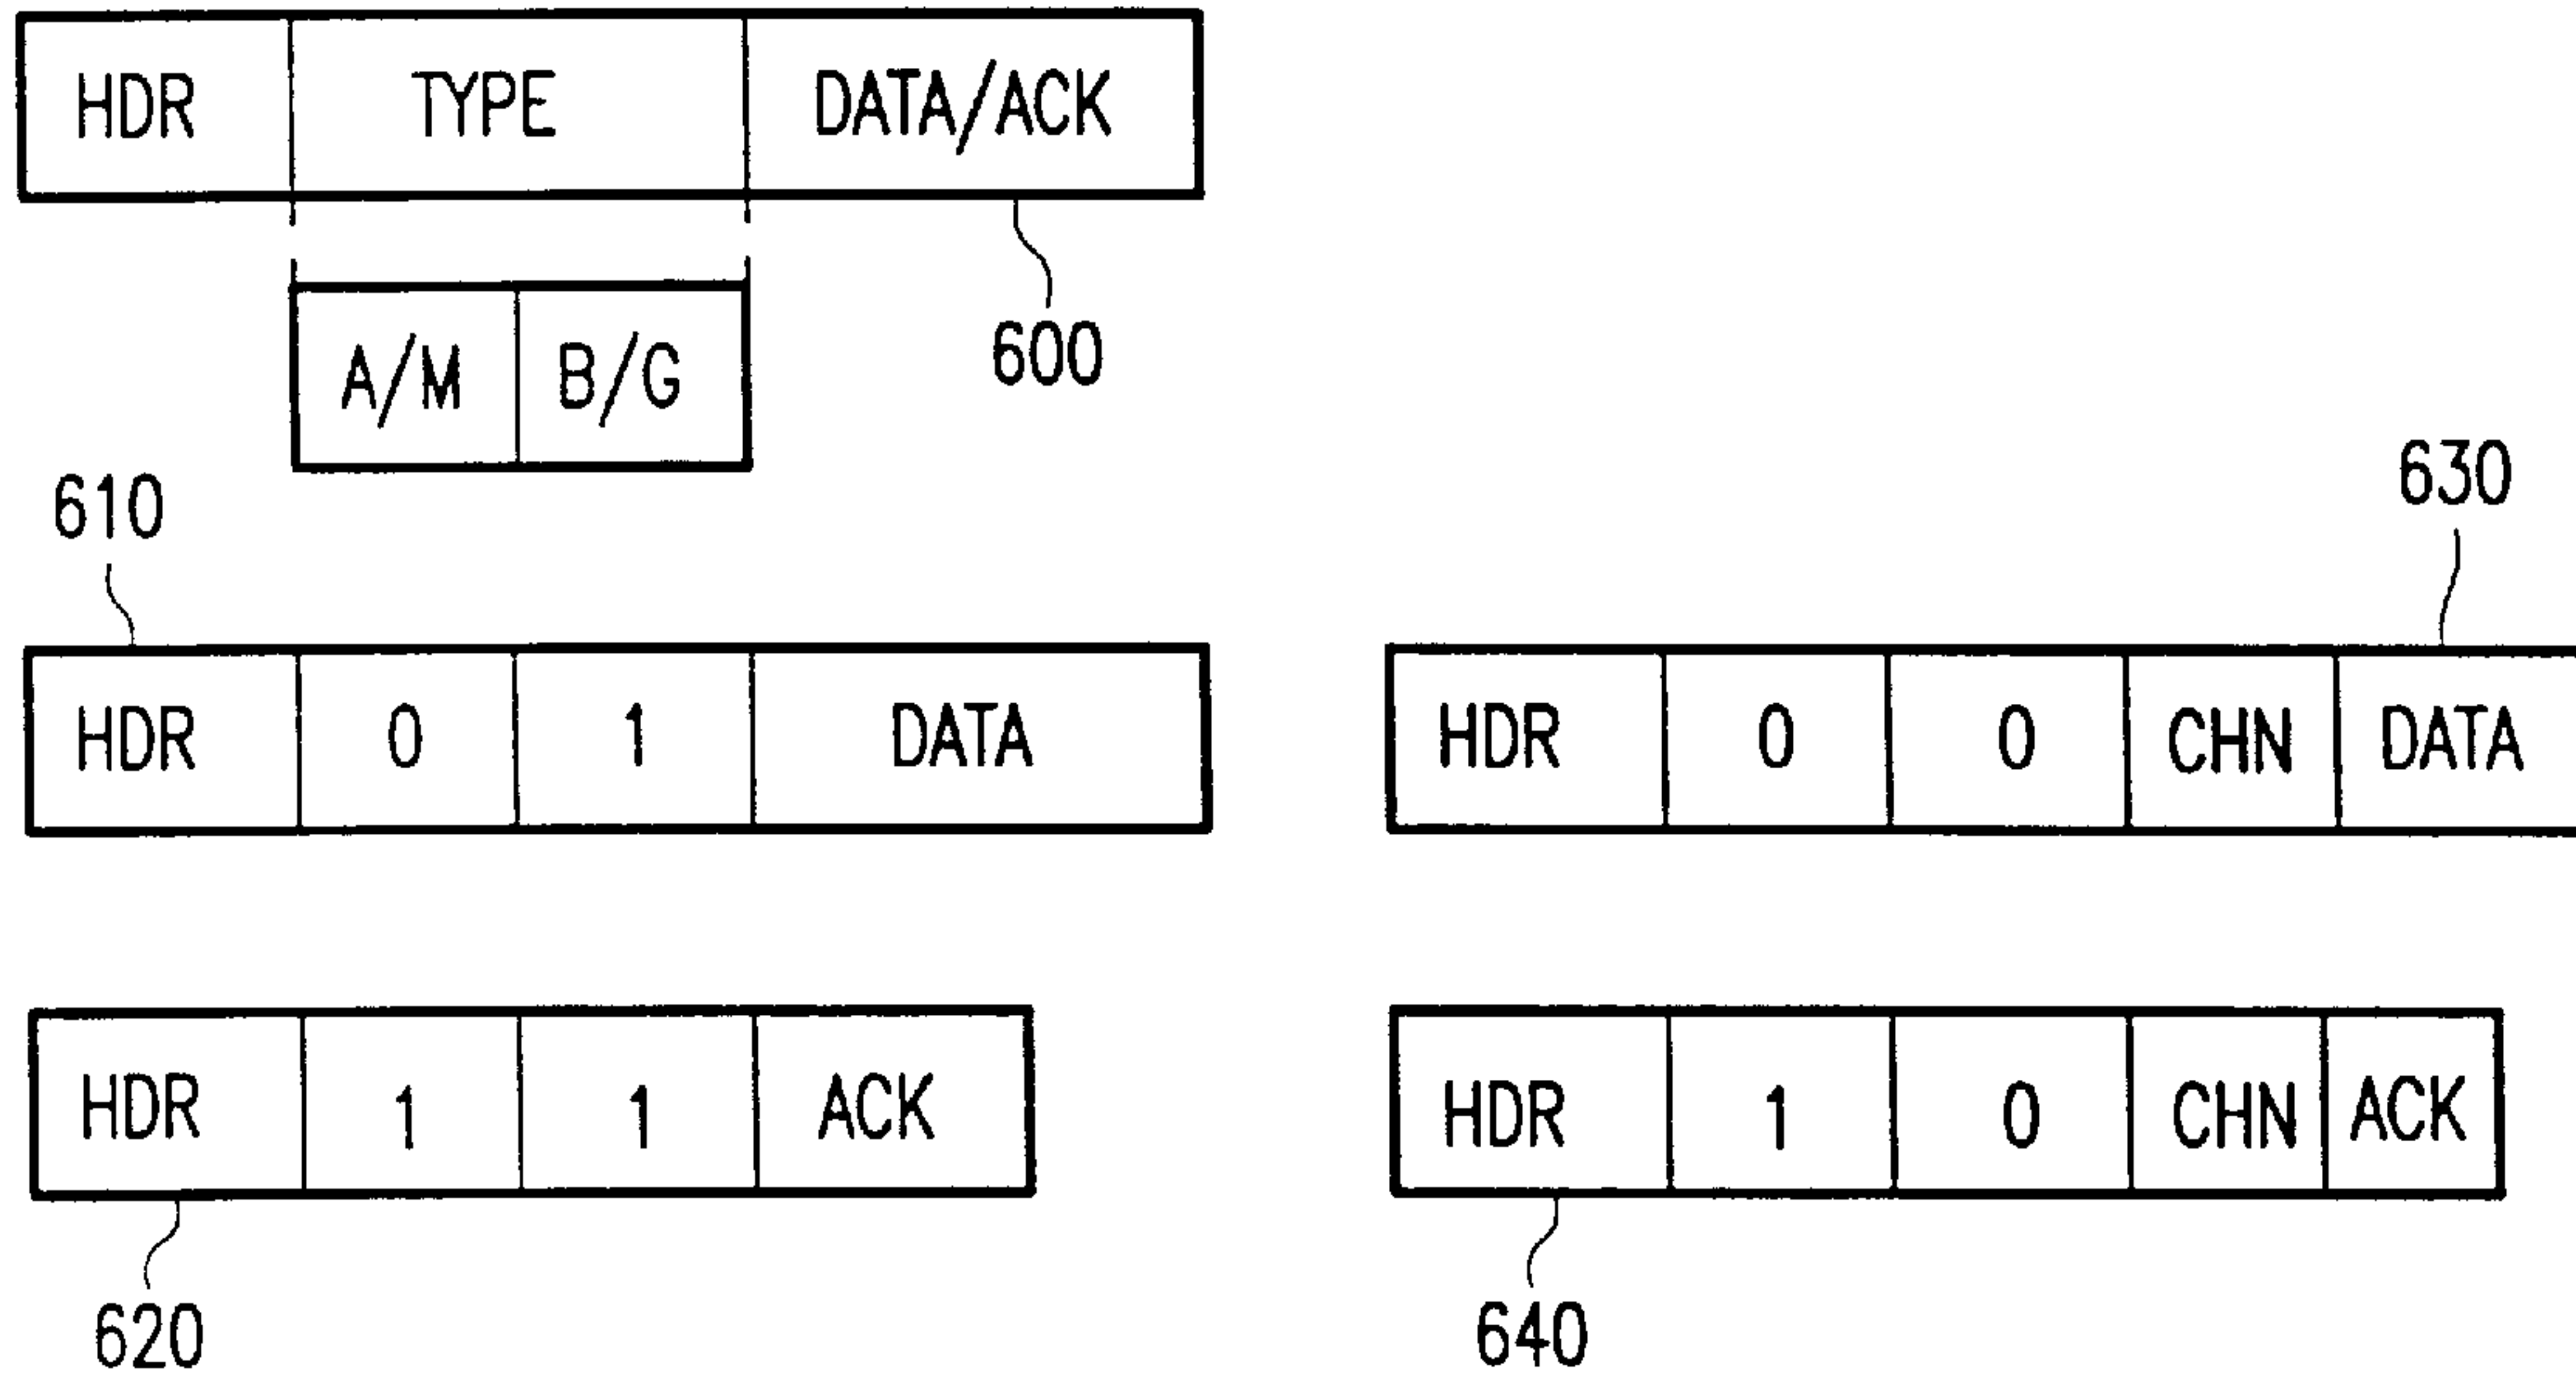 HDR TYPE DATA/ACK
600
A/M B/G
610
HDR 0 1 DATA
630
HDR 0 0 CHN DATA
HDR 1 1 ACK
620
HDR 1 0 CHN ACK
640